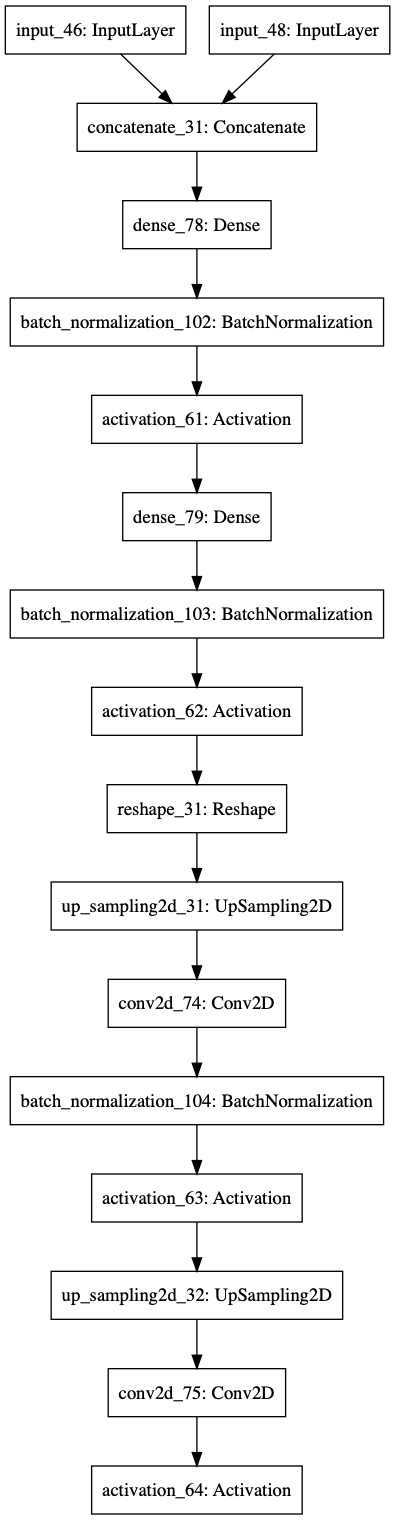 input_46: InputLayer
input_48: InputLayer
concatenate_31: Concatenate
dense_78: Dense
batch_normalization_102: BatchNormalization
activation_61: Activation
dense_79: Dense
batch_normalization_103: BatchNormalization
activation_62: Activation
reshape_31: Reshape
up_sampling2d_31: UpSampling2D
conv2d_74: Conv2D
batch_normalization_104: BatchNormalization
activation_63: Activation
up_sampling2d_32: UpSampling2D
conv2d_75: Conv2D
activation_64: Activation